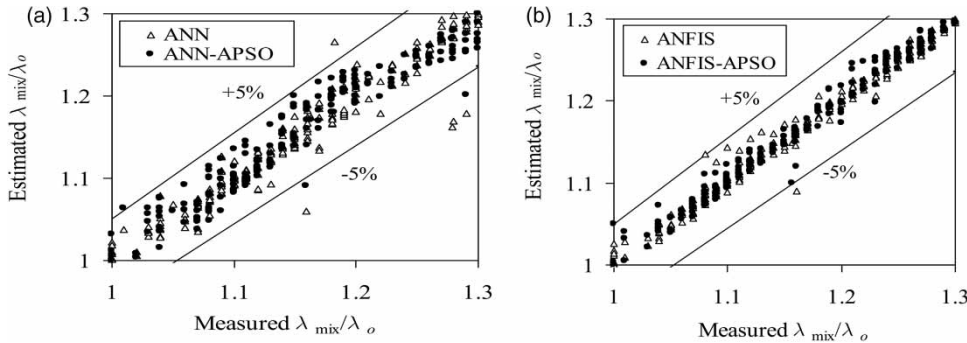 (a)
1.3
1.2
1.1
1
Estimated λ mix/λo
ANN
ANN-APSO
+5%
-5%
1
1.1
1.2
1.3
Measured λ mix/λ o
(b)
1.3
1.2
1.1
1
Estimated λ mix/λo
ANFIS
ANFIS-APSO
+5%
-5%
1
1.1
1.2
1.3
Measured λ mix/λ o